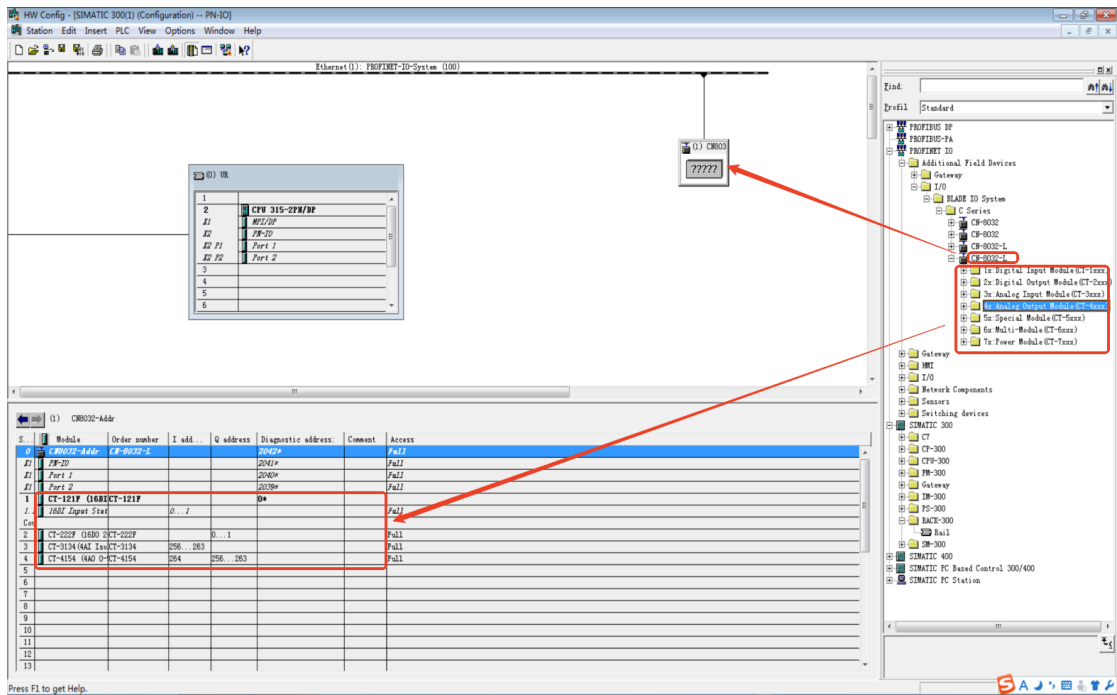 HW Config - [SIMATIC 300(1) (Configuration) -- PN-IO]
Station Edit Insert PLC View Options Window Help
Ethernet(1): PROFINET-IO-System (100)
(1) CN803
?????
(0) UR
1
2 CPU 315-2PN/DP
X1 MPI/DP
X2 PN-IO
X2 P1 Port 1
X2 P2 Port 2
3
4
5
6
Find:
Profil Standard
PROFIBUS DP
PROFIBUS-PA
PROFINET IO
Additional Field Devices
Gateway
I/O
BLADE IO System
C Series
CN-8032
CN-8032
CN-8032-L
CN-8032-L
1x:Digital Input Module(CT-1xxx)
2x:Digital Output Module(CT-2xxx)
3x:Analog Input Module(CT-3xxx)
4x:Analog Output Module(CT-4xxx)
5x:Special Module(CT-5xxx)
6x:Multi-Module(CT-6xxx)
7x:Power Module(CT-7xxx)
Gateway
HMI
I/O
Network Components
Sensors
Switching devices
SIMATIC 300
C7
CP-300
CPU-300
FM-300
Gateway
IM-300
PS-300
RACK-300
Rail
SM-300
SIMATIC 400
SIMATIC PC Based Control 300/400
SIMATIC PC Station
(1) CN8032-Addr
S... Module Order number I add... Q address Diagnostic address: Comment Access
0 CN8032-Addr CN-8032-L 2042* Full
X1 PN-IO 2041* Full
X1 Port 1 2040* Full
X1 Port 2 2039* Full
1 CT-121F (16DI CT-121F 0*
1. 16DI Input Stat 0...1 Full
Cou
2 CT-222F (16DO 2 CT-222F 0...1 Full
3 CT-3134(4AI Iso CT-3134 256...263 Full
4 CT-4154 (4AO 0- CT-4154 264 256...263 Full
5
6
7
8
9
10
11
12
13
Press F1 to get Help.
S A